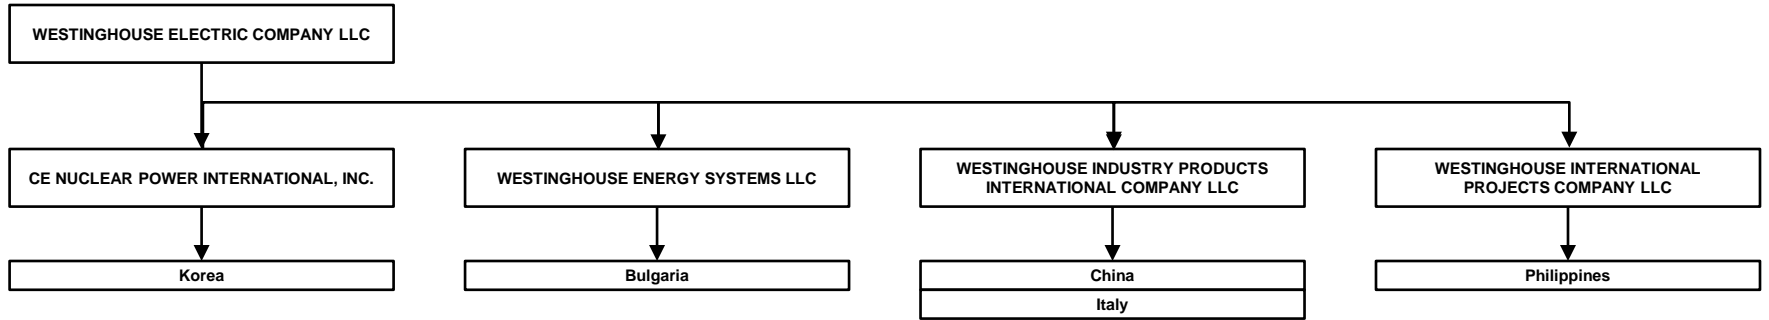 WESTINGHOUSE ELECTRIC COMPANY LLC
CE NUCLEAR POWER INTERNATIONAL, INC.
WESTINGHOUSE ENERGY SYSTEMS LLC
WESTINGHOUSE INDUSTRY PRODUCTS
INTERNATIONAL COMPANY LLC
WESTINGHOUSE INTERNATIONAL
PROJECTS COMPANY LLC
Korea
Bulgaria
China
Italy
Philippines